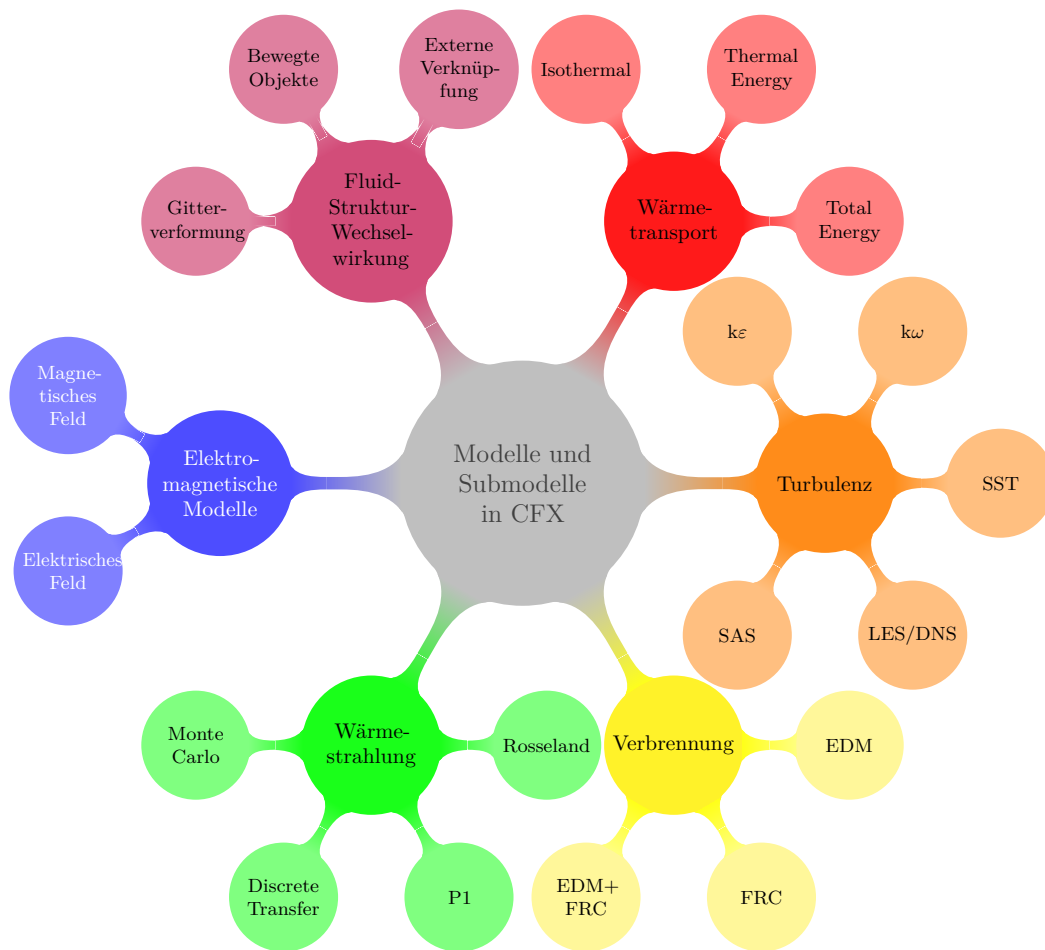 Bewegte
Objekte
Externe
Verknüp-
fung
Isothermal
Thermal
Energy
Gitter-
verformung
Fluid-
Struktur-
Wechsel-
wirkung
Wärme-
transport
Total
Energy
kε
kω
Magne-
tisches
Feld
Elektro-
magnetische
Modelle
Modelle und
Submodelle
in CFX
Turbulenz
SST
Elektrisches
Feld
SAS
LES/DNS
Monte
Carlo
Wärme-
strahlung
Rosseland
Verbrennung
EDM
Discrete
Transfer
P1
EDM+
FRC
FRC